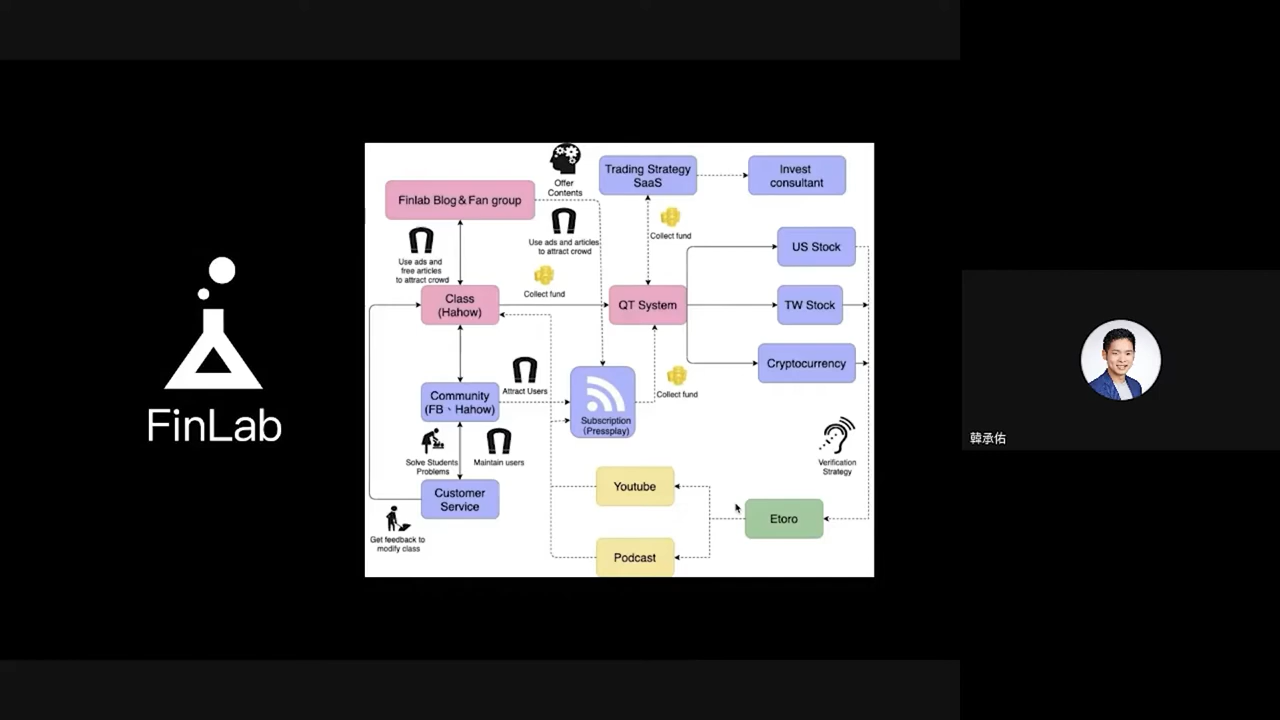 FinLab
Offer
Contents
Trading Strategy
SaaS
Invest
consultant
Finlab Blog & Fan group
Use ads and
free articles
to attract crowd
Use ads and articles
to attract crowd
Collect fund
Collect fund
US Stock
Class
(Hahow)
QT System
TW Stock
Cryptocurrency
Community
(FB、Hahow)
Attract Users
Subscription
(Pressplay)
Collect fund
Solve Students
Problems
Maintain users
Verification
Strategy
Customer
Service
Youtube
Etoro
Get feedback to
modify class
Podcast
韓承佑